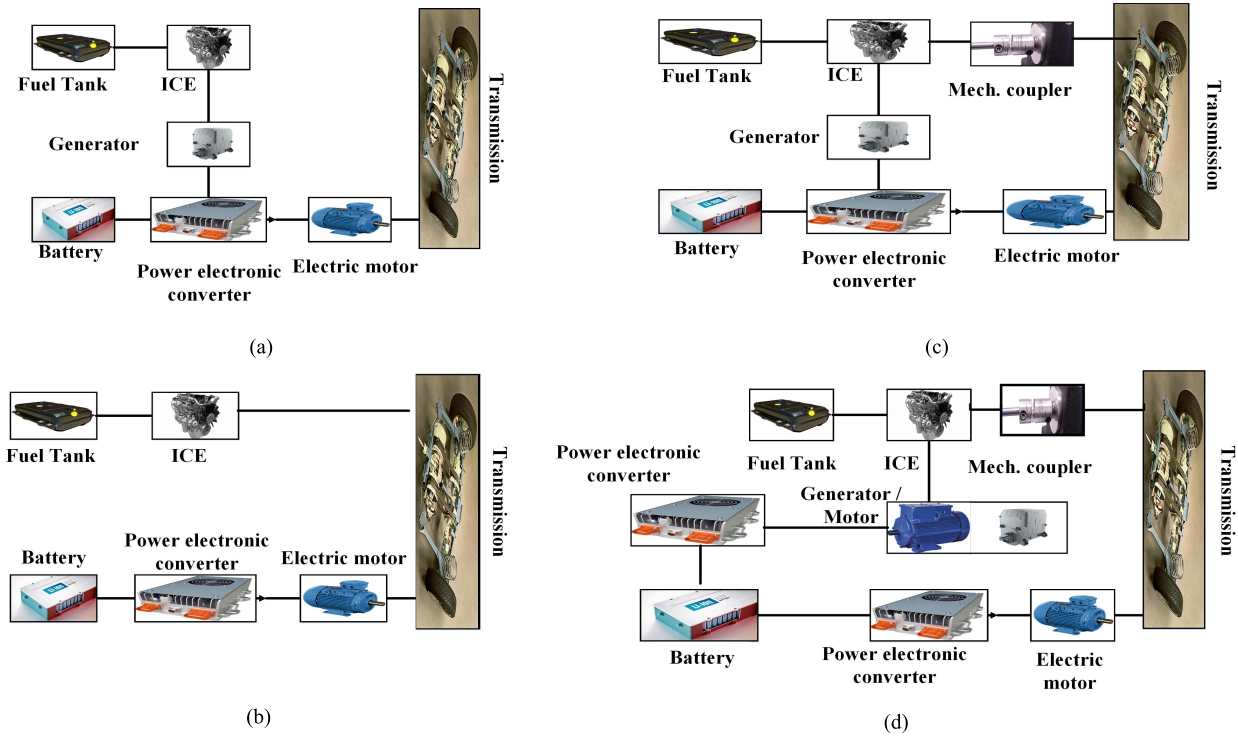 Fuel Tank
ICE
Generator
Battery
Power electronic
converter
Electric motor
Transmission
(a)
Fuel Tank
ICE
Mech. coupler
Generator
Battery
Power electronic
converter
Electric motor
Transmission
(c)
Fuel Tank
ICE
Battery
Power electronic
converter
Electric motor
Transmission
(b)
Power electronic
converter
Fuel Tank
ICE
Mech. coupler
Generator /
Motor
Battery
Power electronic
converter
Electric
motor
Transmission
(d)